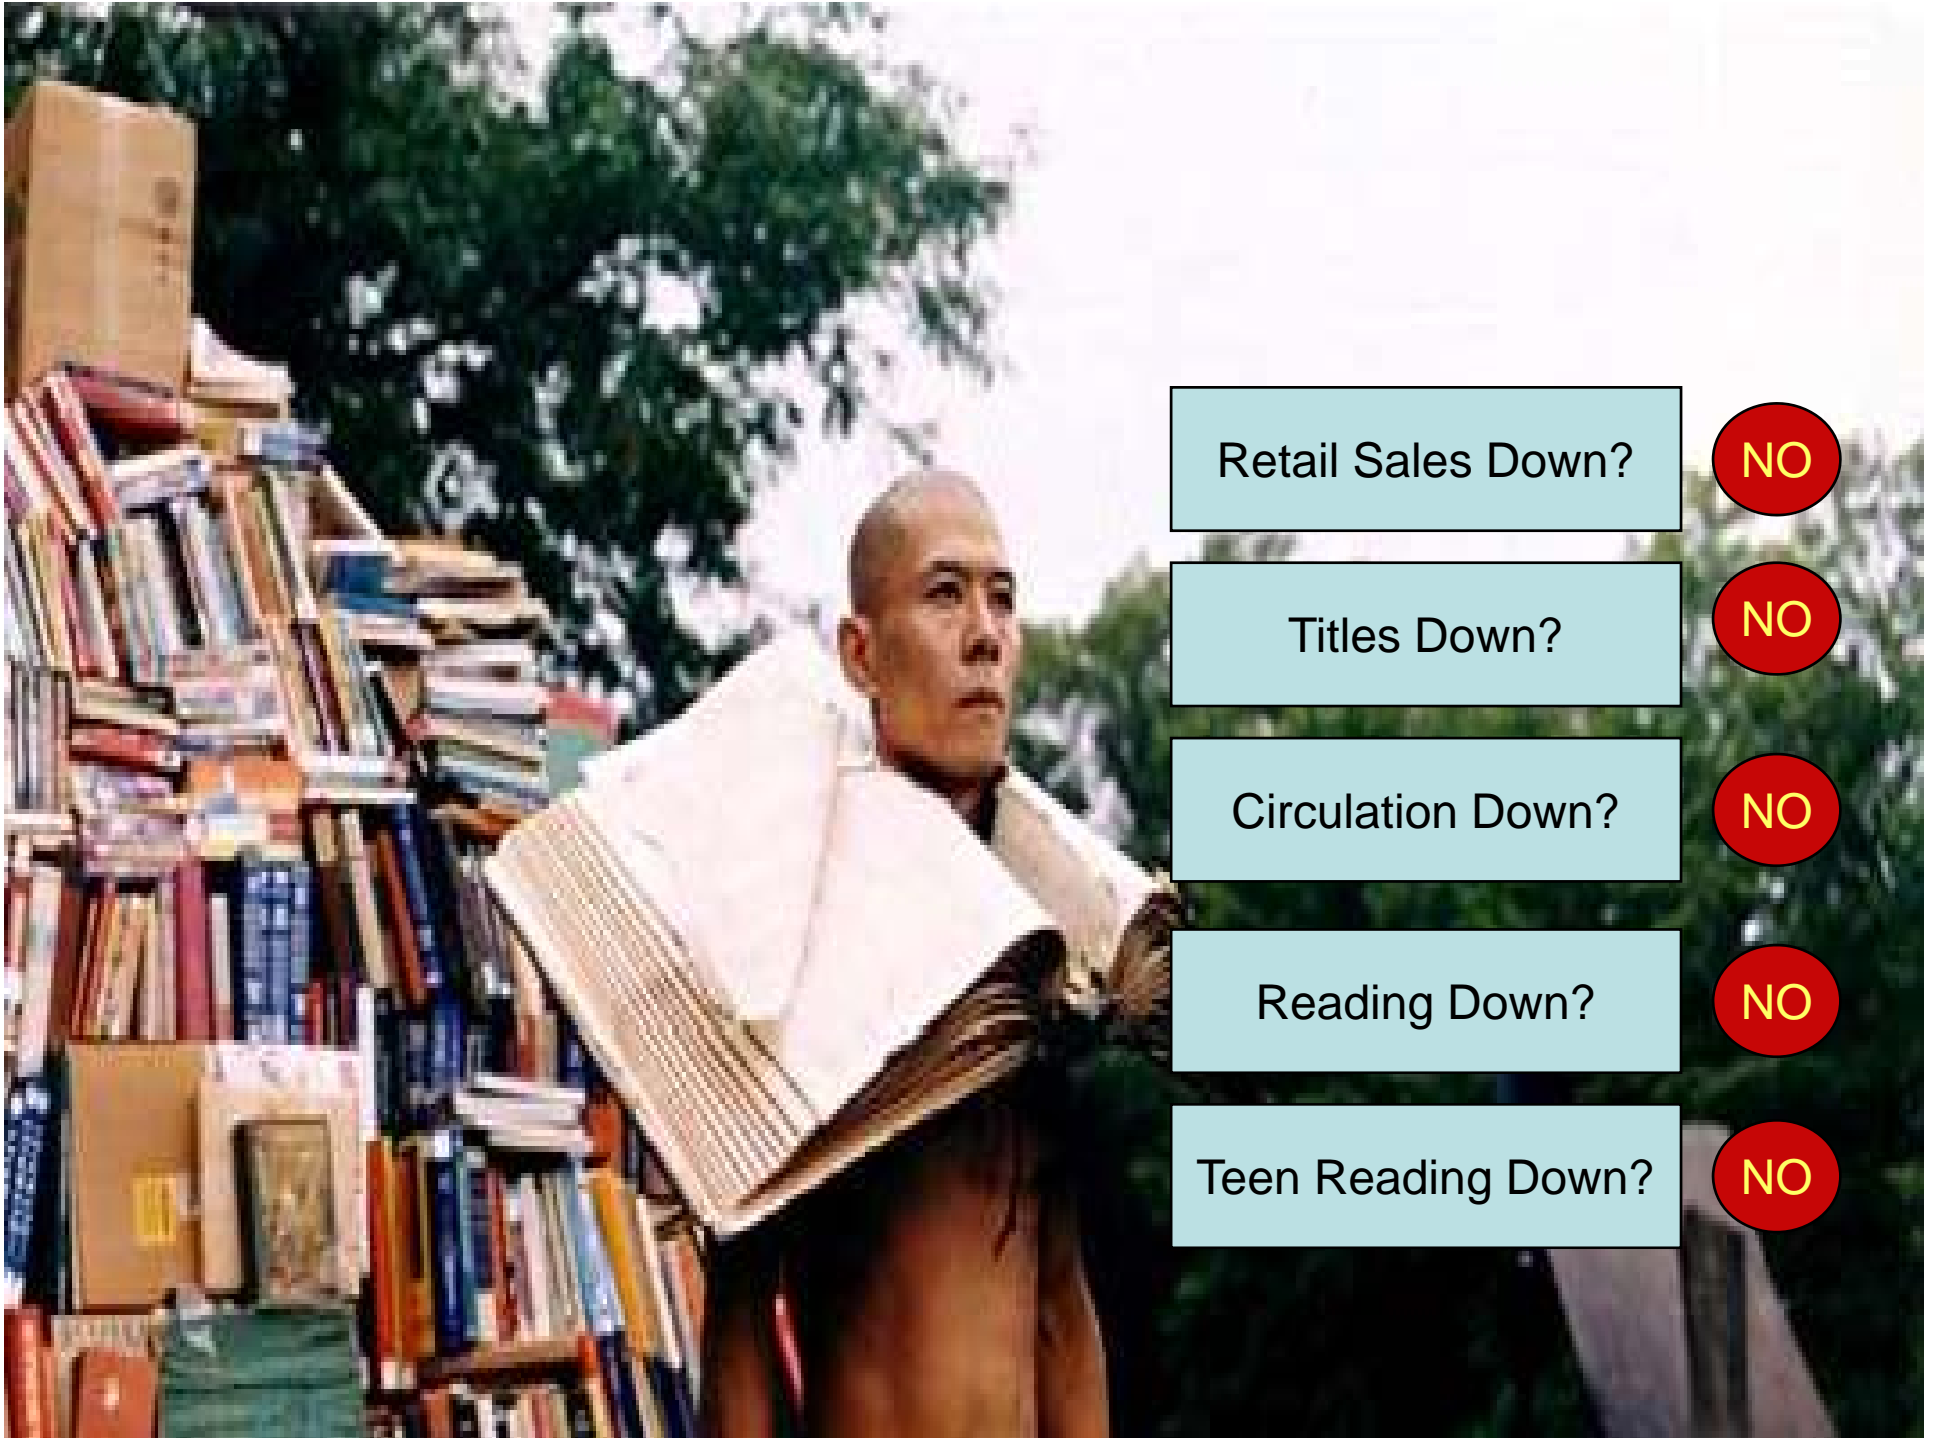 Retail Sales Down?
NO
Titles Down?
NO
Circulation Down?
NO
Reading Down?
NO
Teen Reading Down?
NO